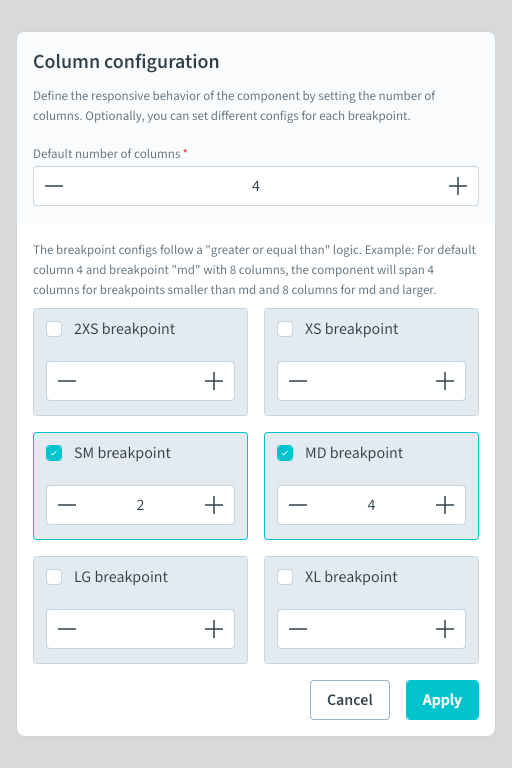 Column configuration
Define the responsive behavior of the component by setting the number of
columns. Optionally, you can set different configs for each breakpoint.
Default number of columns *
4
The breakpoint configs follow a "greater or equal than" logic. Example: For default
column 4 and breakpoint "md" with 8 columns, the component will span 4
columns for breakpoints smaller than md and 8 columns for md and larger.
2XS breakpoint
XS breakpoint
SM breakpoint
2
MD breakpoint
4
LG breakpoint
XL breakpoint
Cancel
Apply